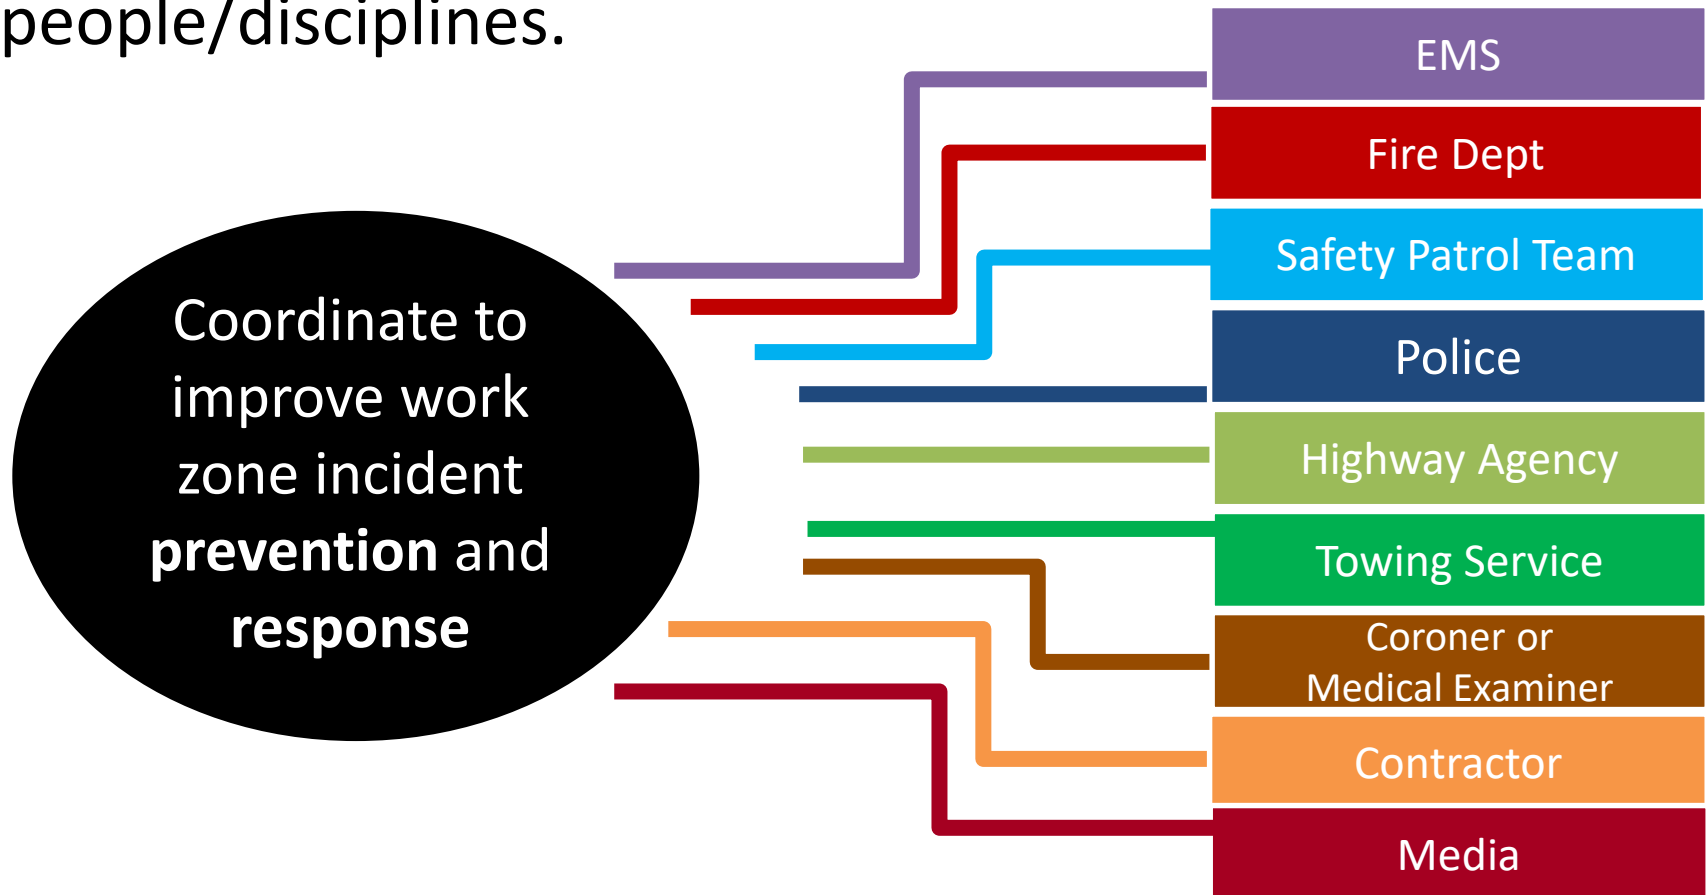 people/disciplines.
Coordinate to
improve work
zone incident
prevention and
response
EMS
Fire Dept
Safety Patrol Team
Police
Highway Agency
Towing Service
Coroner or
Medical Examiner
Contractor
Media